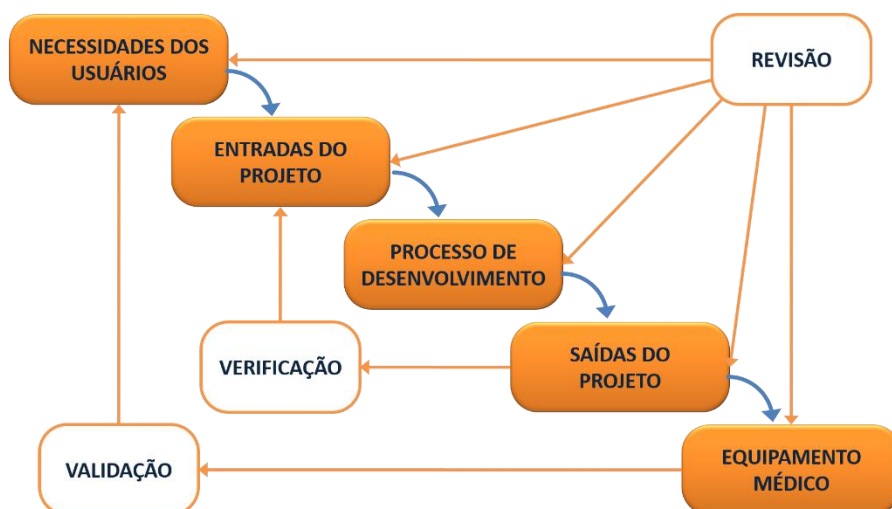 NECESSIDADES DOS
USUÁRIOS
REVISÃO
ENTRADAS DO
PROJETO
PROCESSO DE
DESENVOLVIMENTO
SAÍDAS DO
PROJETO
VERIFICAÇÃO
VALIDAÇÃO
EQUIPAMENTO
MÉDICO